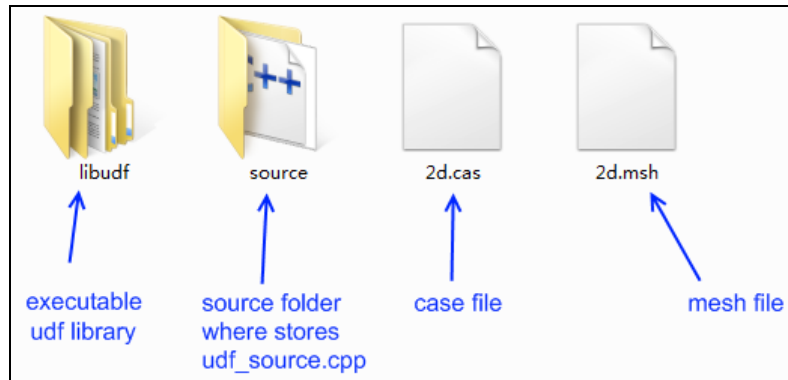 ++
libudf
source
2d.cas
2d.msh
executable
udf library
source folder
where stores
udf_source.cpp
case file
mesh file